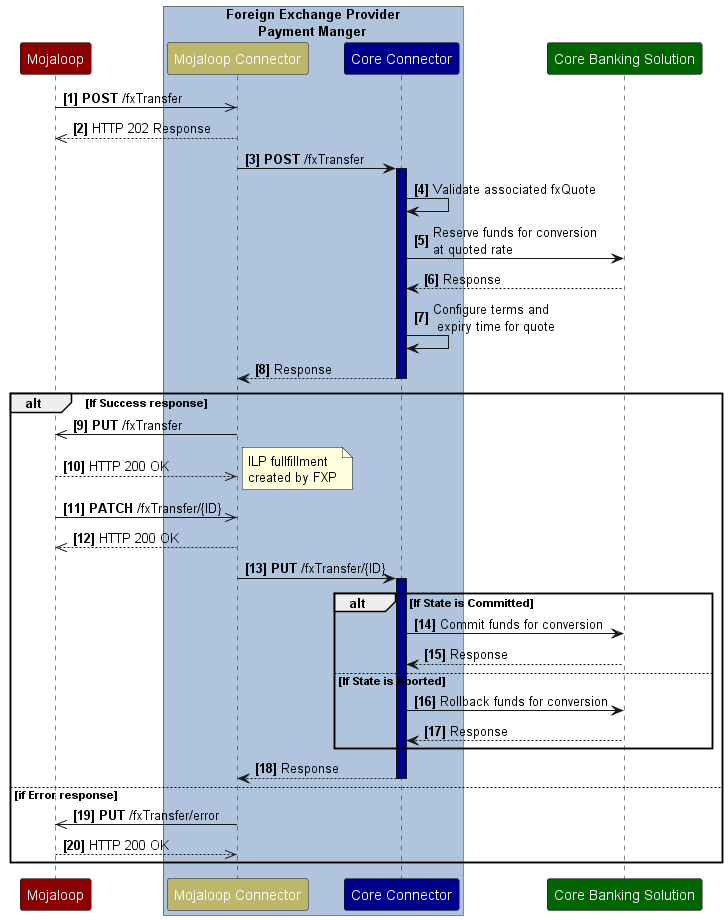 Foreign Exchange Provider
Payment Manger
Mojaloop
Mojaloop Connector
Core Connector
Core Banking Solution
[1] POST /fxTransfer
[2] HTTP 202 Response
[3] POST /fxTransfer
[4] Validate associated fxQuote
[5] Reserve funds for conversion
at quoted rate
[6] Response
[7] Configure terms and
expiry time for quote
[8] Response
alt [If Success response]
[9] PUT /fxTransfer
[10] HTTP 200 OK
ILP fullfillment
created by FXP
[11] PATCH /fxTransfer/{ID}
[12] HTTP 200 OK
[13] PUT /fxTransfer/{ID}
alt [If State is Committed]
[14] Commit funds for conversion
[15] Response
[If State is Aborted]
[16] Rollback funds for conversion
[17] Response
[18] Response
[if Error response]
[19] PUT /fxTransfer/error
[20] HTTP 200 OK
Mojaloop
Mojaloop Connector
Core Connector
Core Banking Solution